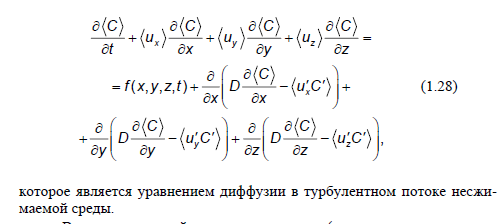 ∂⟨C⟩/∂t + ⟨u_x⟩ ∂⟨C⟩/∂x + ⟨u_y⟩ ∂⟨C⟩/∂y + ⟨u_z⟩ ∂⟨C⟩/∂z =
= f(x,y,z,t) + ∂/∂x (D ∂⟨C⟩/∂x − ⟨u′_x C′⟩) + (1.28)
+ ∂/∂y (D ∂⟨C⟩/∂y − ⟨u′_y C′⟩) + ∂/∂z (D ∂⟨C⟩/∂z − ⟨u′_z C′⟩),
которое является уравнением диффузии в турбулентном потоке несжи-
маемой среды.